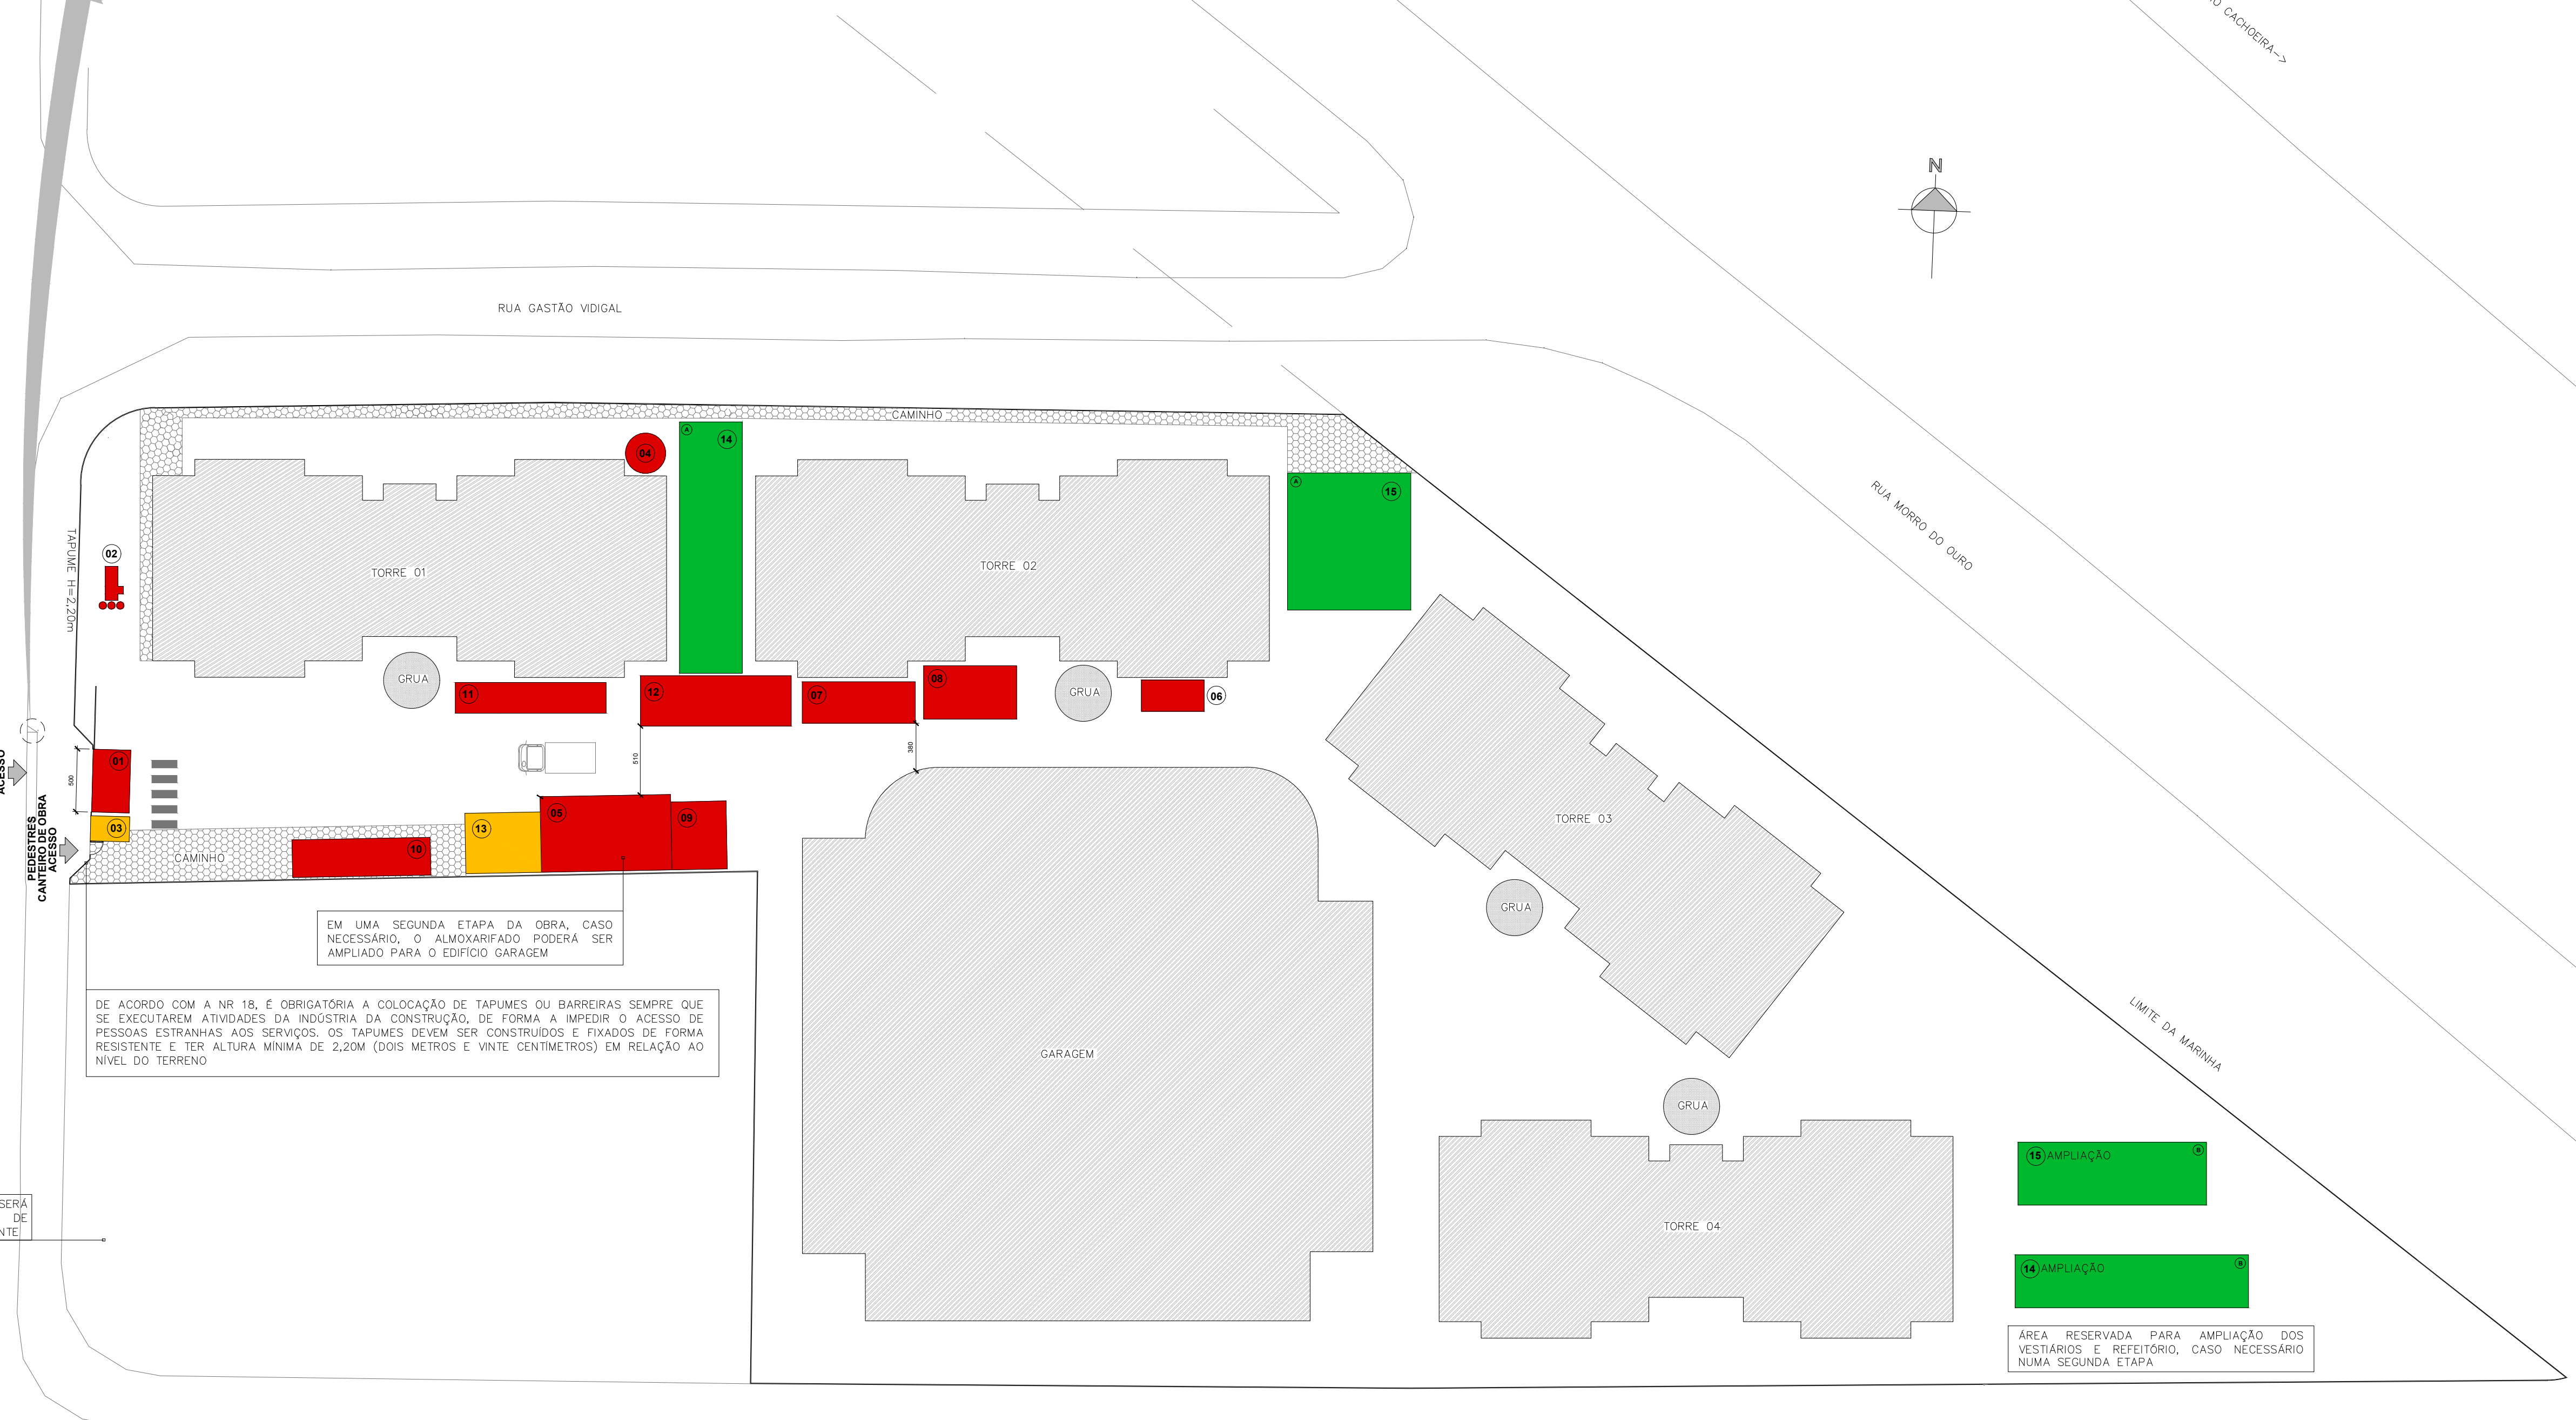 CACHOEIRA->
N
RUA GASTÃO VIDIGAL
CAMINHO
A
14
04
A
15
RUA MORRO DO OURO
02
TAPUME H=2,20m
TORRE 01
TORRE 02
GRUA
11
12
07
08
GRUA
06
510
380
ACESSO
500
01
03
PEDESTRES
CANTEIRO DE OBRA
ACESSO
CAMINHO
10
13
05
09
TORRE 03
GRUA
EM UMA SEGUNDA ETAPA DA OBRA, CASO
NECESSÁRIO, O ALMOXARIFADO PODERÁ SER
AMPLIADO PARA O EDIFÍCIO GARAGEM
DE ACORDO COM A NR 18, É OBRIGATÓRIA A COLOCAÇÃO DE TAPUMES OU BARREIRAS SEMPRE QUE
SE EXECUTAREM ATIVIDADES DA INDÚSTRIA DA CONSTRUÇÃO, DE FORMA A IMPEDIR O ACESSO DE
PESSOAS ESTRANHAS AOS SERVIÇOS. OS TAPUMES DEVEM SER CONSTRUÍDOS E FIXADOS DE FORMA
RESISTENTE E TER ALTURA MÍNIMA DE 2,20M (DOIS METROS E VINTE CENTÍMETROS) EM RELAÇÃO AO
NÍVEL DO TERRENO
GARAGEM
LIMITE DA MARINHA
GRUA
TORRE 04
15 AMPLIAÇÃO
B
14 AMPLIAÇÃO
B
SERÁ
DE
ÁREA RESERVADA PARA AMPLIAÇÃO DOS
VESTIÁRIOS E REFEITÓRIO, CASO NECESSÁRIO
NUMA SEGUNDA ETAPA